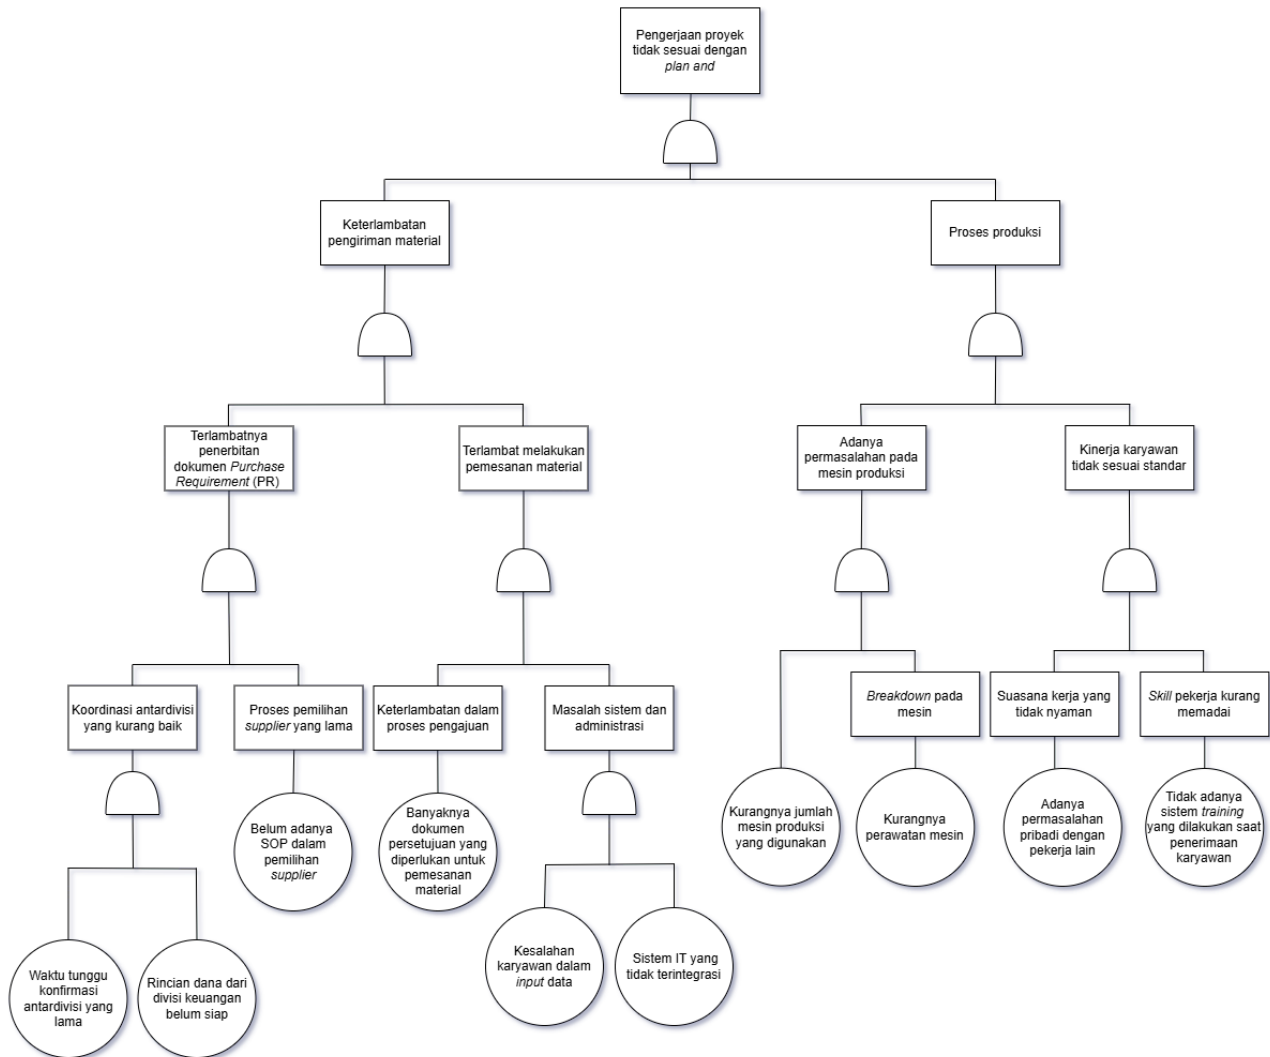 Pengerjaan proyek
tidak sesuai dengan
plan and
Keterlambatan
pengiriman material
Proses produksi
Terlambatnya
penerbitan
dokumen Purchase
Requirement (PR)
Terlambat melakukan
pemesanan material
Adanya
permasalahan pada
mesin produksi
Kinerja karyawan
tidak sesuai standar
Koordinasi antardivisi
yang kurang baik
Proses pemilihan
supplier yang lama
Keterlambatan dalam
proses pengajuan
Masalah sistem dan
administrasi
Breakdown pada
mesin
Suasana kerja yang
tidak nyaman
Skill pekerja kurang
memadai
Kurangnya jumlah
mesin produksi
yang digunakan
Kurangnya
perawatan mesin
Adanya
permasalahan
pribadi dengan
pekerja lain
Tidak adanya
sistem training
yang dilakukan saat
penerimaan
karyawan
Belum adanya
SOP dalam
pemilihan
supplier
Banyaknya
dokumen
persetujuan yang
diperlukan untuk
pemesanan
material
Waktu tunggu
konfirmasi
antardivisi yang
lama
Rincian dana dari
divisi keuangan
belum siap
Kesalahan
karyawan dalam
input data
Sistem IT yang
tidak terintegrasi